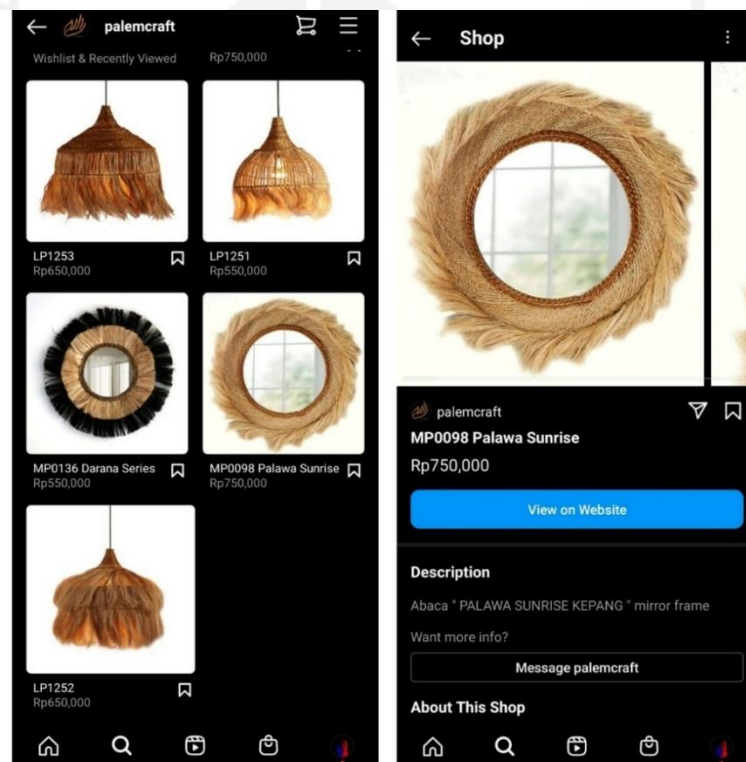 palemcraft
Wishlist & Recently Viewed
Rp750,000
LP1253
Rp650,000
LP1251
Rp550,000
MP0136 Darana Series
Rp550,000
MP0098 Palawa Sunrise
Rp750,000
LP1252
Rp650,000
Shop
palemcraft
MP0098 Palawa Sunrise
Rp750,000
View on Website
Description
Abaca " PALAWA SUNRISE KEPANG " mirror frame
Want more info?
Message palemcraft
About This Shop